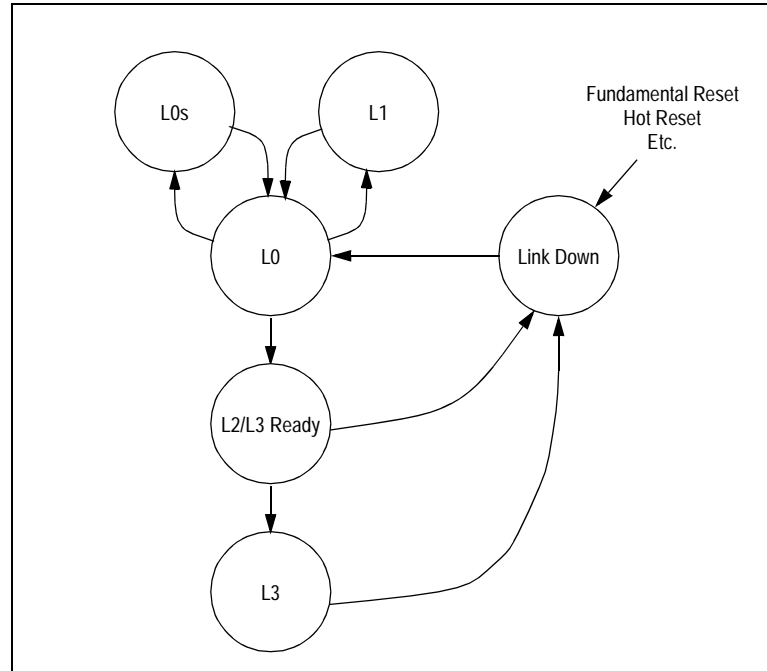 L0s
L1
Fundamental Reset
Hot Reset
Etc.
L0
Link Down
L2/L3 Ready
L3